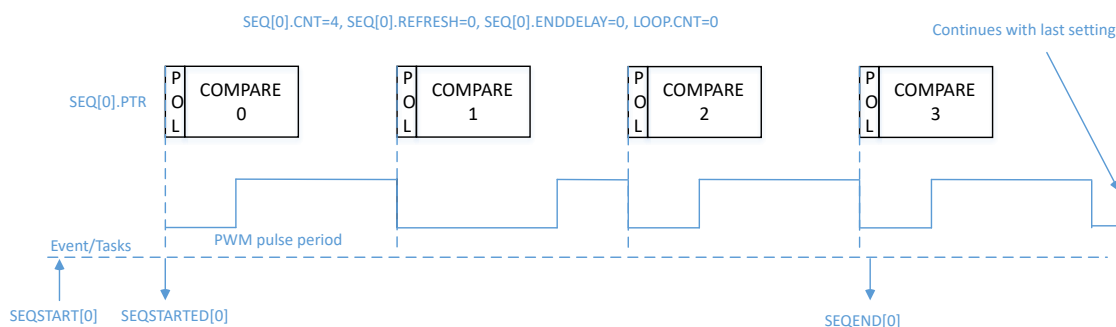 SEQ[0].CNT=4, SEQ[0].REFRESH=0, SEQ[0].ENDDELAY=0, LOOP.CNT=0
Continues with last setting
SEQ[0].PTR
P
O
L
COMPARE
0
P
O
L
COMPARE
1
P
O
L
COMPARE
2
P
O
L
COMPARE
3
Event/Tasks
PWM pulse period
SEQSTART[0]
SEQSTARTED[0]
SEQEND[0]